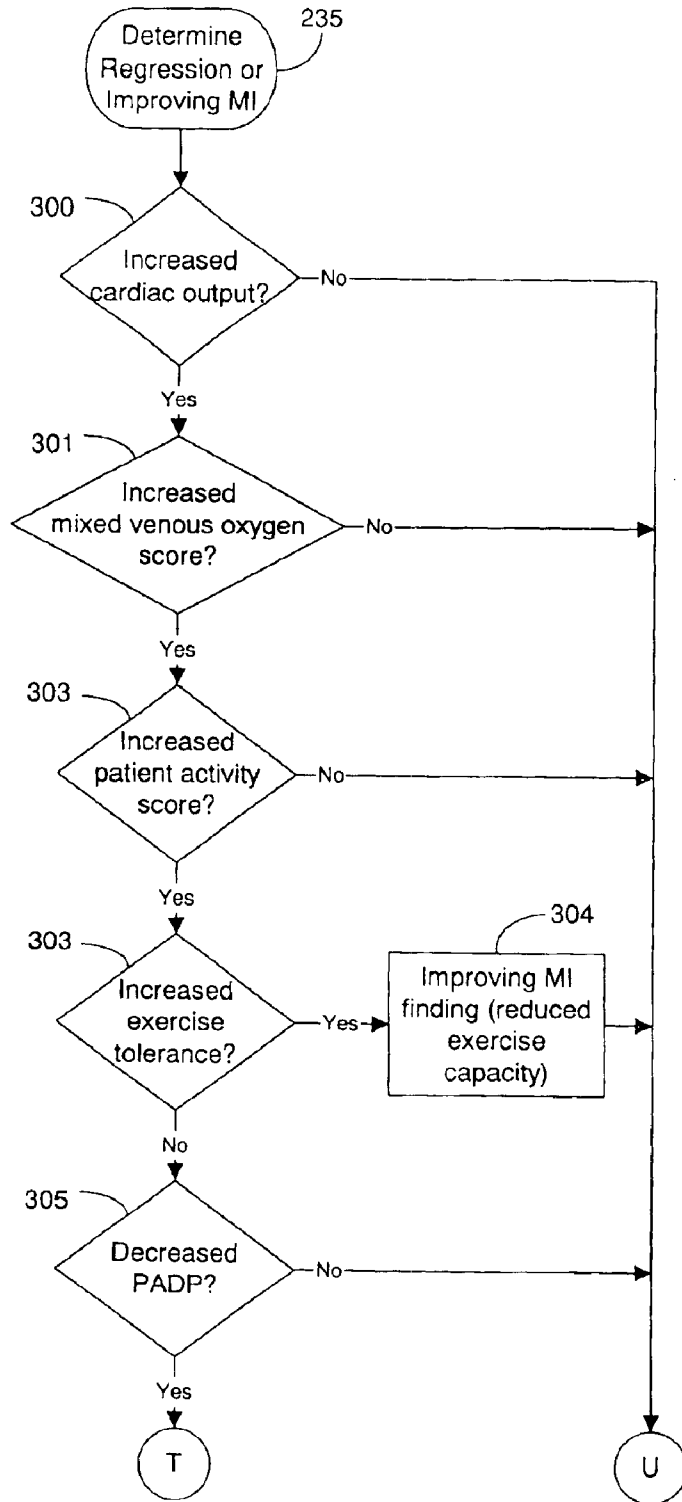 Determine
Regression or
Improving MI
235
300
Increased
cardiac output?
No
Yes
301
Increased
mixed venous oxygen
score?
No
Yes
303
Increased
patient activity
score?
No
Yes
303
Increased
exercise
tolerance?
Yes
304
Improving MI
finding (reduced
exercise
capacity)
No
305
Decreased
PADP?
No
Yes
T
U